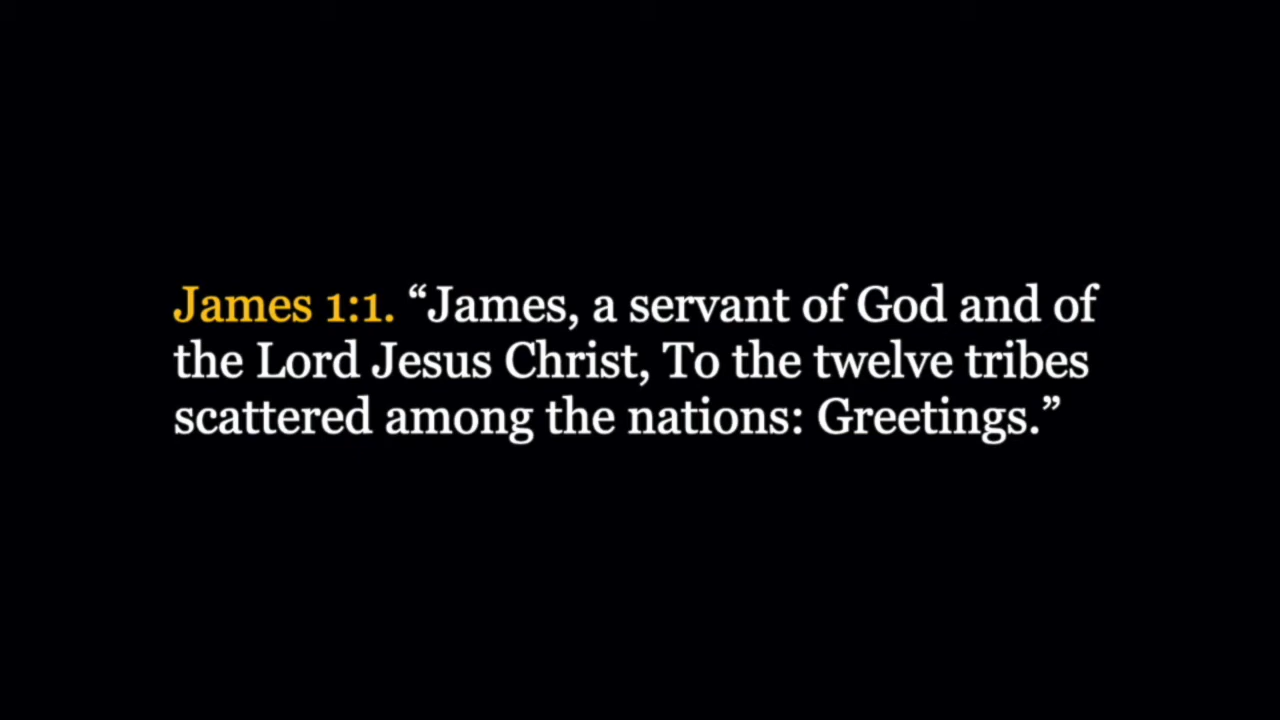 James 1:1. “James, a servant of God and of
the Lord Jesus Christ, To the twelve tribes
scattered among the nations: Greetings.”